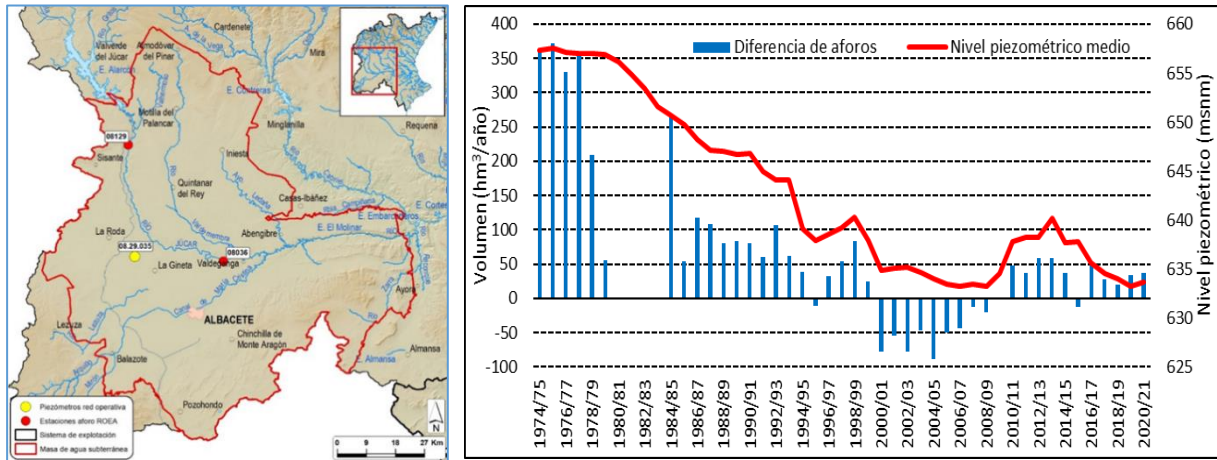 Cardenete
Mira
Valverde
del Júcar
Almodóvar
del Pinar
E. Alarcón
E. Contreras
Motilla del
Palancar
Minglanilla
Requena
08129
Sisante
Iniesta
Quintanar
del Rey
Casas-Ibáñez
E. Embarcaderos
E. Cortes
La Roda
08.29.035
Abengibre
E. El Molinar
08036
JÚCAR
La Gineta
Valdeganga
Ayora
ALBACETE
Lezuza
Chinchilla de
Monte Aragón
Balazote
Almansa
E. Almansa
Pozohondo
Piezómetros red operativa
Estaciones aforo ROEA
Sistema de explotación
Masa de agua subterránea
N
0 9 18 27 Km
Diferencia de aforos
Nivel piezométrico medio
Volumen (hm³/año)
400
350
300
250
200
150
100
50
0
-50
-100
660
655
650
645
640
635
630
625
Nivel piezométrico (msnm)
1974/75
1976/77
1978/79
1980/81
1982/83
1984/85
1986/87
1988/89
1990/91
1992/93
1994/95
1996/97
1998/99
2000/01
2002/03
2004/05
2006/07
2008/09
2010/11
2012/13
2014/15
2016/17
2018/19
2020/21